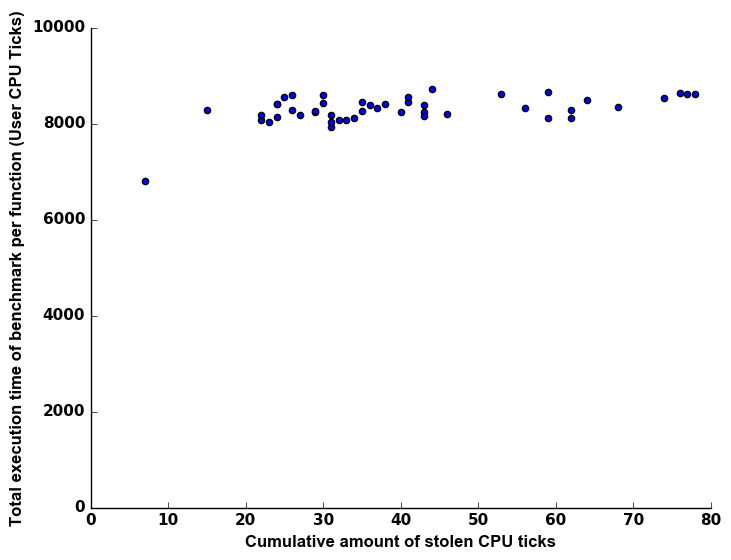 Total execution time of benchmark per function (User CPU Ticks)
10000
8000
6000
4000
2000
0
0 10 20 30 40 50 60 70 80
Cumulative amount of stolen CPU ticks